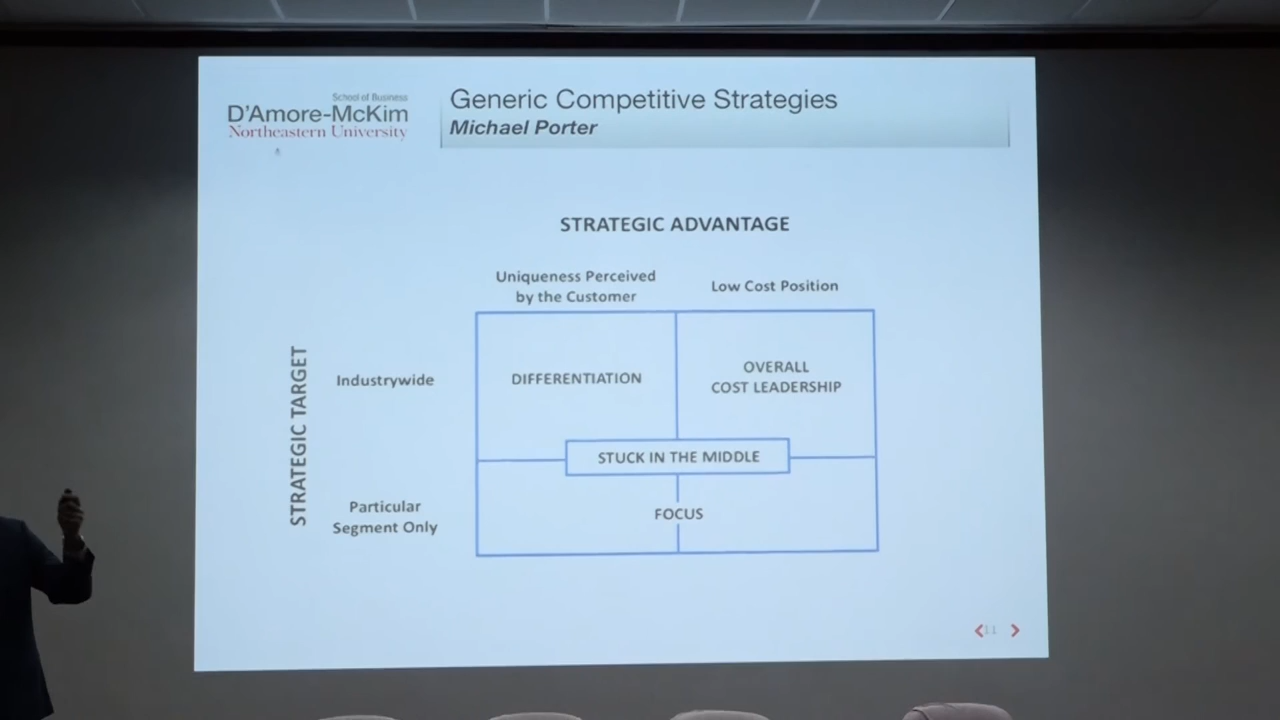 School of Business
D'Amore-McKim
Northeastern University
Generic Competitive Strategies
Michael Porter
STRATEGIC ADVANTAGE
Uniqueness Perceived
by the Customer
Low Cost Position
STRATEGIC TARGET
Industrywide
DIFFERENTIATION
OVERALL
COST LEADERSHIP
STUCK IN THE MIDDLE
Particular
Segment Only
FOCUS
11